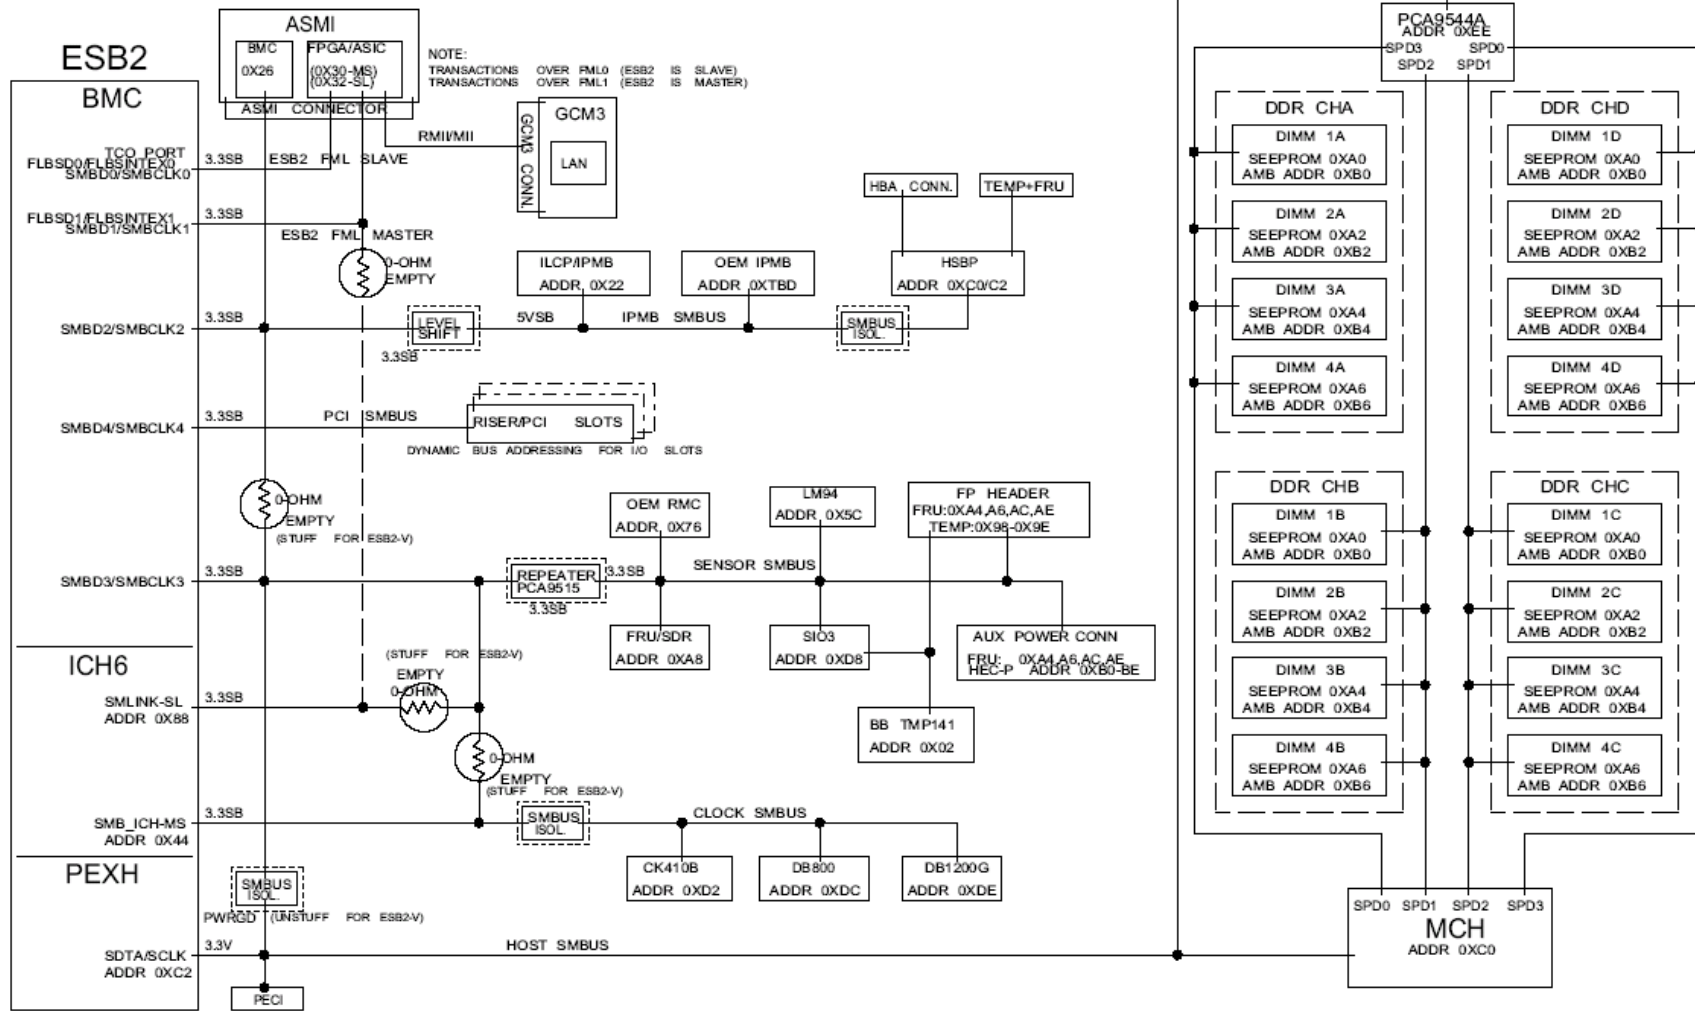 ESB2
BMC
TCO PORT
FLBSD0/FLBSINTEX0
SMBD0/SMBCLK0
FLBSD1/FLBSINTEX1
SMBD1/SMBCLK1
SMBD2/SMBCLK2
SMBD4/SMBCLK4
SMBD3/SMBCLK3
ICH6
SMLINK-SL
ADDR 0X88
SMB_ICH-MS
ADDR 0X44
PEXH
SDTA/SCLK
ADDR 0XC2
ASMI
BMC
0X26
FPGA/ASIC
(0X30-MS)
(0X32-SL)
ASMI CONNECTOR
NOTE:
TRANSACTIONS OVER FML0 (ESB2 IS SLAVE)
TRANSACTIONS OVER FML1 (ESB2 IS MASTER)
RMII/MII
GCM3 CONN.
GCM3
LAN
3.3SB
ESB2 FML SLAVE
3.3SB
ESB2 FML MASTER
0-OHM
EMPTY
HBA CONN.
TEMP+FRU
ILCP/IPMB
ADDR 0X22
OEM IPMB
ADDR 0XTBD
HSBP
ADDR 0XC0/C2
3.3SB
LEVEL
SHIFT
3.3SB
5VSB
IPMB SMBUS
SMBUS
ISOL.
3.3SB
PCI SMBUS
RISER/PCI SLOTS
DYNAMIC BUS ADDRESSING FOR I/O SLOTS
0-OHM
EMPTY
(STUFF FOR ESB2-V)
OEM RMC
ADDR 0X76
LM94
ADDR 0X5C
FP HEADER
FRU:0XA4,A6,AC,AE
TEMP:0X98-0X9E
3.3SB
REPEATER
PCA9515
3.3SB
3.3SB
SENSOR SMBUS
FRU/SDR
ADDR 0XA8
SIO3
ADDR 0XD8
AUX POWER CONN
FRU: 0XA4,A6,AC,AE
HEC-P ADDR 0XB0-BE
(STUFF FOR ESB2-V)
EMPTY
0-OHM
3.3SB
BB TMP141
ADDR 0X02
0-OHM
EMPTY
(STUFF FOR ESB2-V)
3.3SB
SMBUS
ISOL.
CLOCK SMBUS
CK410B
ADDR 0XD2
DB800
ADDR 0XDC
DB1200G
ADDR 0XDE
SMBUS
ISOL.
PWRGD (UNSTUFF FOR ESB2-V)
3.3V
HOST SMBUS
PECI
PCA9544A
ADDR 0XEE
SPD3 SPD0
SPD2 SPD1
DDR CHA
DIMM 1A
SEEPROM 0XA0
AMB ADDR 0XB0
DIMM 2A
SEEPROM 0XA2
AMB ADDR 0XB2
DIMM 3A
SEEPROM 0XA4
AMB ADDR 0XB4
DIMM 4A
SEEPROM 0XA6
AMB ADDR 0XB6
DDR CHD
DIMM 1D
SEEPROM 0XA0
AMB ADDR 0XB0
DIMM 2D
SEEPROM 0XA2
AMB ADDR 0XB2
DIMM 3D
SEEPROM 0XA4
AMB ADDR 0XB4
DIMM 4D
SEEPROM 0XA6
AMB ADDR 0XB6
DDR CHB
DIMM 1B
SEEPROM 0XA0
AMB ADDR 0XB0
DIMM 2B
SEEPROM 0XA2
AMB ADDR 0XB2
DIMM 3B
SEEPROM 0XA4
AMB ADDR 0XB4
DIMM 4B
SEEPROM 0XA6
AMB ADDR 0XB6
DDR CHC
DIMM 1C
SEEPROM 0XA0
AMB ADDR 0XB0
DIMM 2C
SEEPROM 0XA2
AMB ADDR 0XB2
DIMM 3C
SEEPROM 0XA4
AMB ADDR 0XB4
DIMM 4C
SEEPROM 0XA6
AMB ADDR 0XB6
SPD0 SPD1 SPD2 SPD3
MCH
ADDR 0XC0